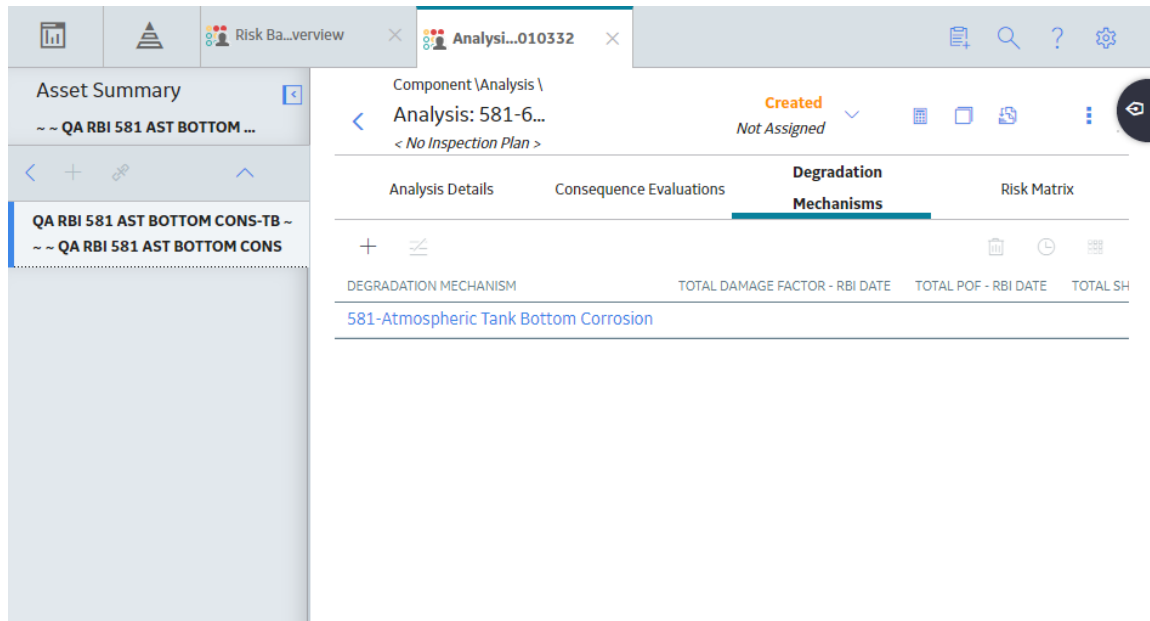 Risk Ba...verview
Analysi...010332
Asset Summary
~ ~ QA RBI 581 AST BOTTOM ...
QA RBI 581 AST BOTTOM CONS-TB ~
~ ~ QA RBI 581 AST BOTTOM CONS
Component \Analysis \
Analysis: 581-6...
< No Inspection Plan >
Created
Not Assigned
Analysis Details
Consequence Evaluations
Degradation
Mechanisms
Risk Matrix
DEGRADATION MECHANISM TOTAL DAMAGE FACTOR - RBI DATE TOTAL POF - RBI DATE TOTAL SH
581-Atmospheric Tank Bottom Corrosion